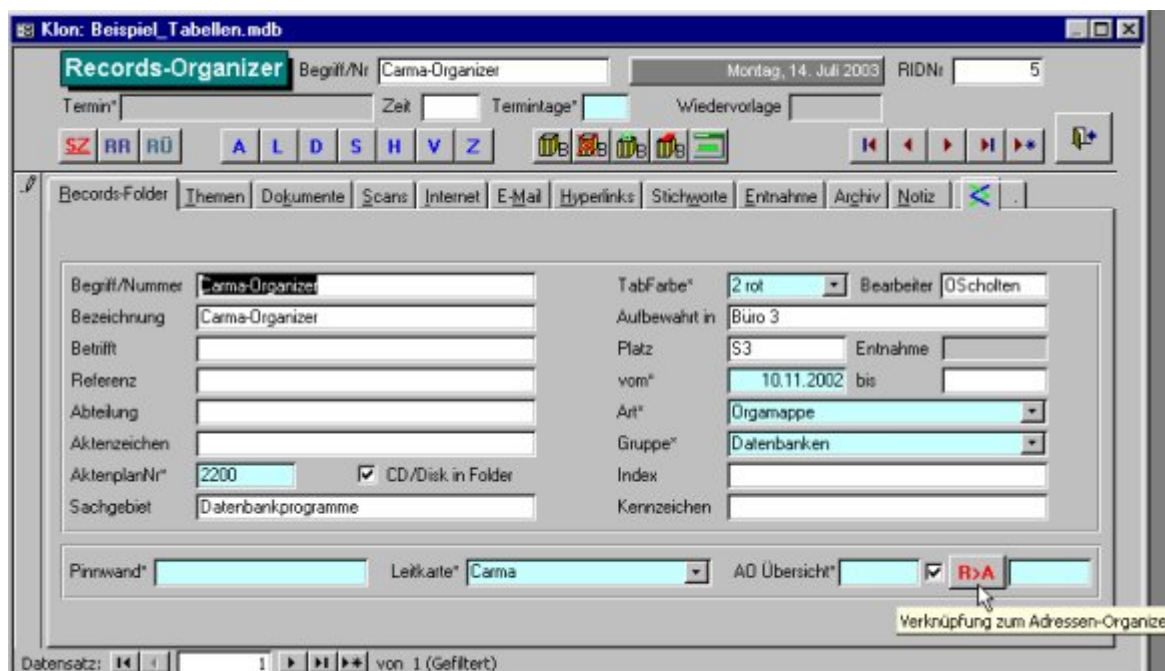 Klon: Beispiel_Tabellen.mdb
Records-Organizer Begriff/Nr Carma-Organizer Montag, 14. Juli 2003 RIDNr 5
Termin* Zeit Termintage* Wiedervorlage
SZ RR RÜ A L D S H V Z B B B B
Records-Folder Themen Dokumente Scans Internet E-Mail Hyperlinks Stichworte Entnahme Archiv Notiz .
Begriff/Nummer Carma-Organizer TabFarbe* 2 rot Bearbeiter OScholten
Bezeichnung Carma-Organizer Aufbewahrt in Büro 3
Betrifft Platz S3 Entnahme
Referenz vom* 10.11.2002 bis
Abteilung Art* Orgamappe
Aktenzeichen Gruppe* Datenbanken
AktenplanNr* 2200 CD/Disk in Folder Index
Sachgebiet Datenbankprogramme Kennzeichen
Pinnwand* Leitkarte* Carma AO Übersicht* R>A
Verknüpfung zum Adressen-Organize
Datensatz: 1 von 1 (Gefiltert)